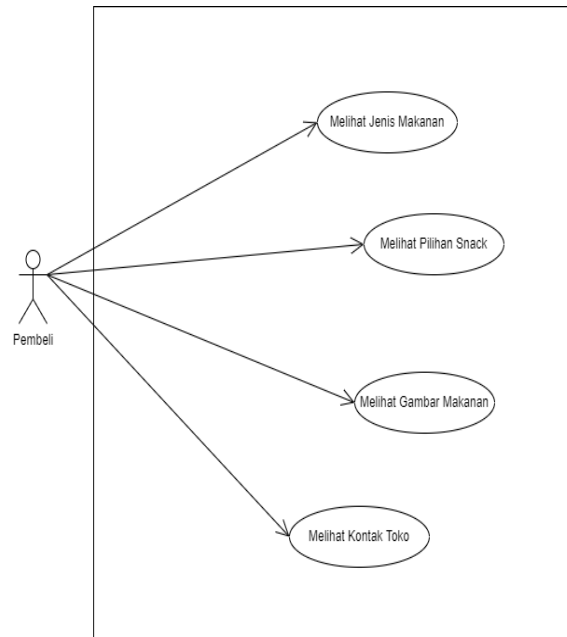 Melihat Jenis Makanan
Melihat Pilihan Snack
Pembeli
Melihat Gambar Makanan
Melihat Kontak Toko